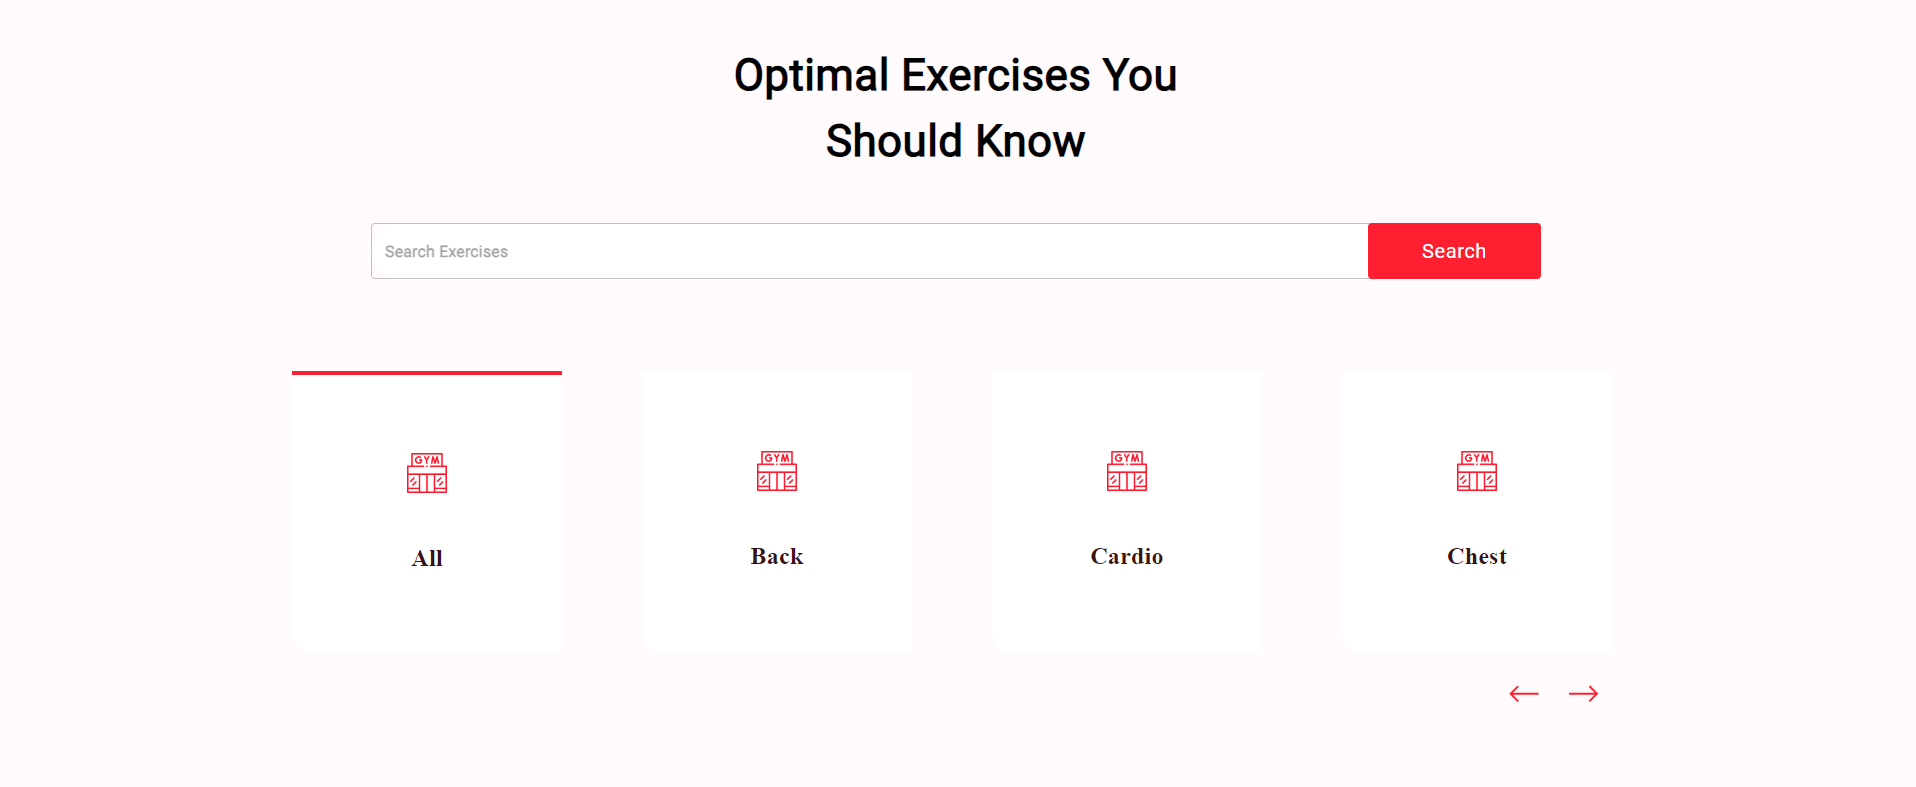 Optimal Exercises You
Should Know
Search Exercises
Search
GYM
GYM
GYM
GYM
All
Back
Cardio
Chest